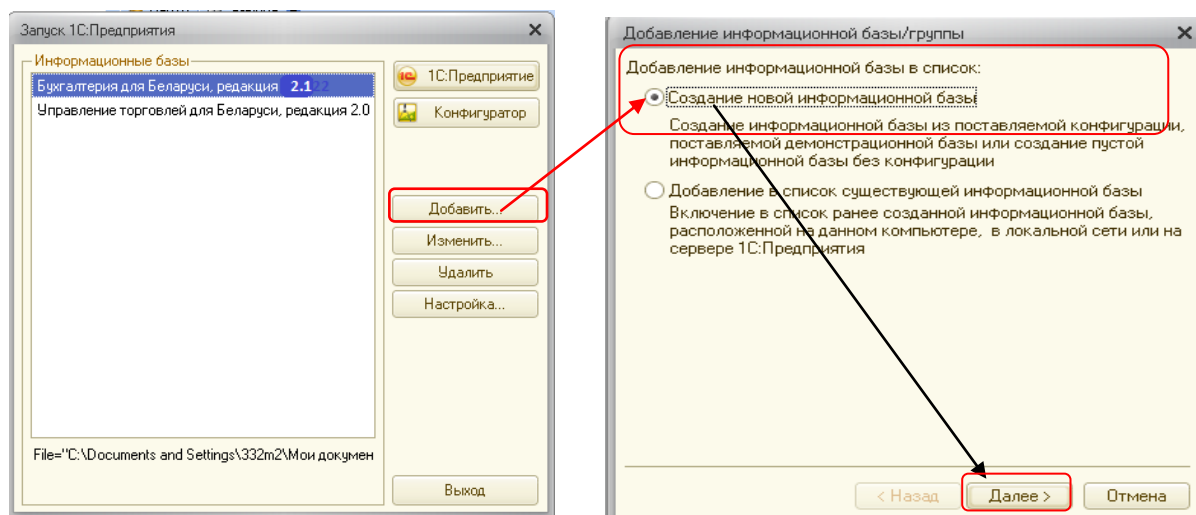 Запуск 1С:Предприятия
Информационные базы
Бухгалтерия для Беларуси, редакция 2.1
Управление торговлей для Беларуси, редакция 2.0
1С:Предприятие
Конфигуратор
Добавить...
Изменить...
Удалить
Настройка...
File="C:\Documents and Settings\332m2\Мои докумен
Выход
Добавление информационной базы/группы
Добавление информационной базы в список:
Создание новой информационной базы
Создание информационной базы из поставляемой конфигурации,
поставляемой демонстрационной базы или создание пустой
информационной базы без конфигурации
Добавление в список существующей информационной базы
Включение в список ранее созданной информационной базы,
расположенной на данном компьютере, в локальной сети или на
сервере 1С:Предприятия
< Назад
Далее >
Отмена